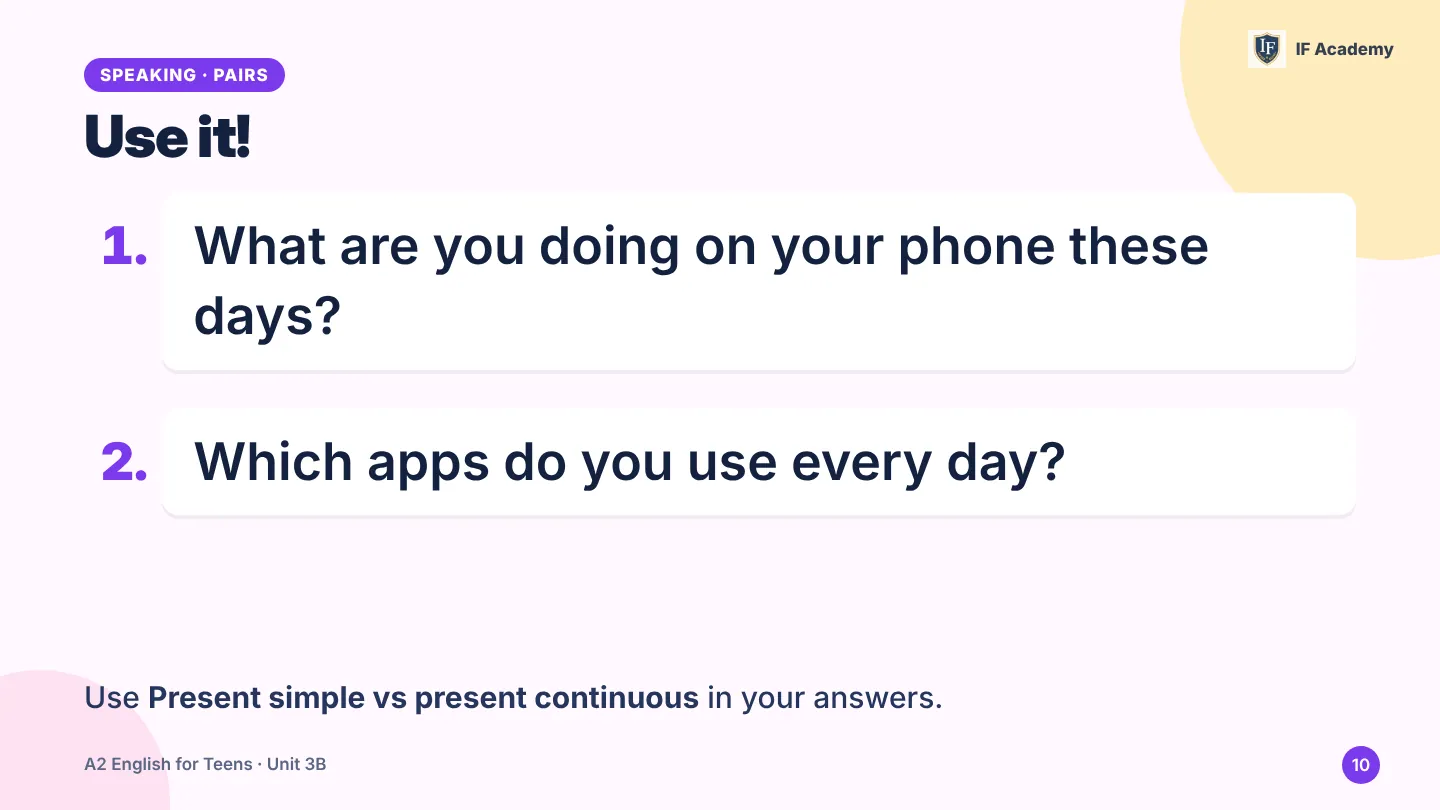 IF
IF Academy
SPEAKING · PAIRS
Use it!
1. What are you doing on your phone these
days?
2. Which apps do you use every day?
Use Present simple vs present continuous in your answers.
A2 English for Teens · Unit 3B
10